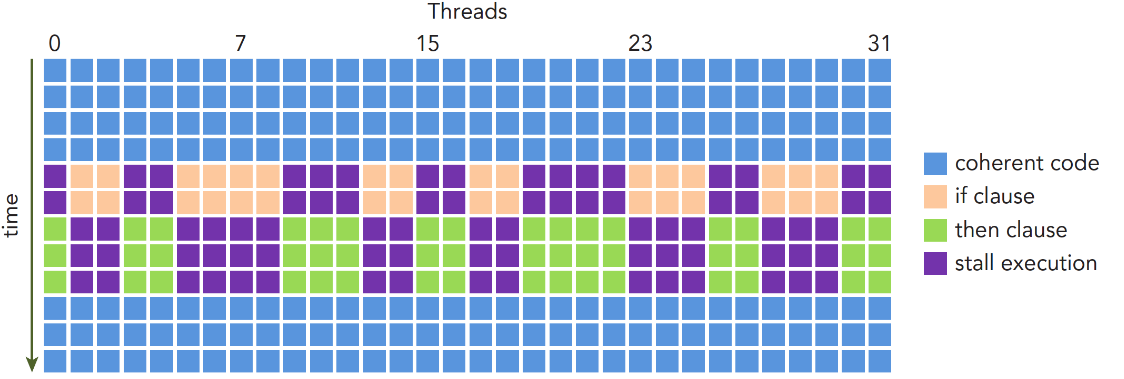 Threads
0 7 15 23 31
time
coherent code
if clause
then clause
stall execution